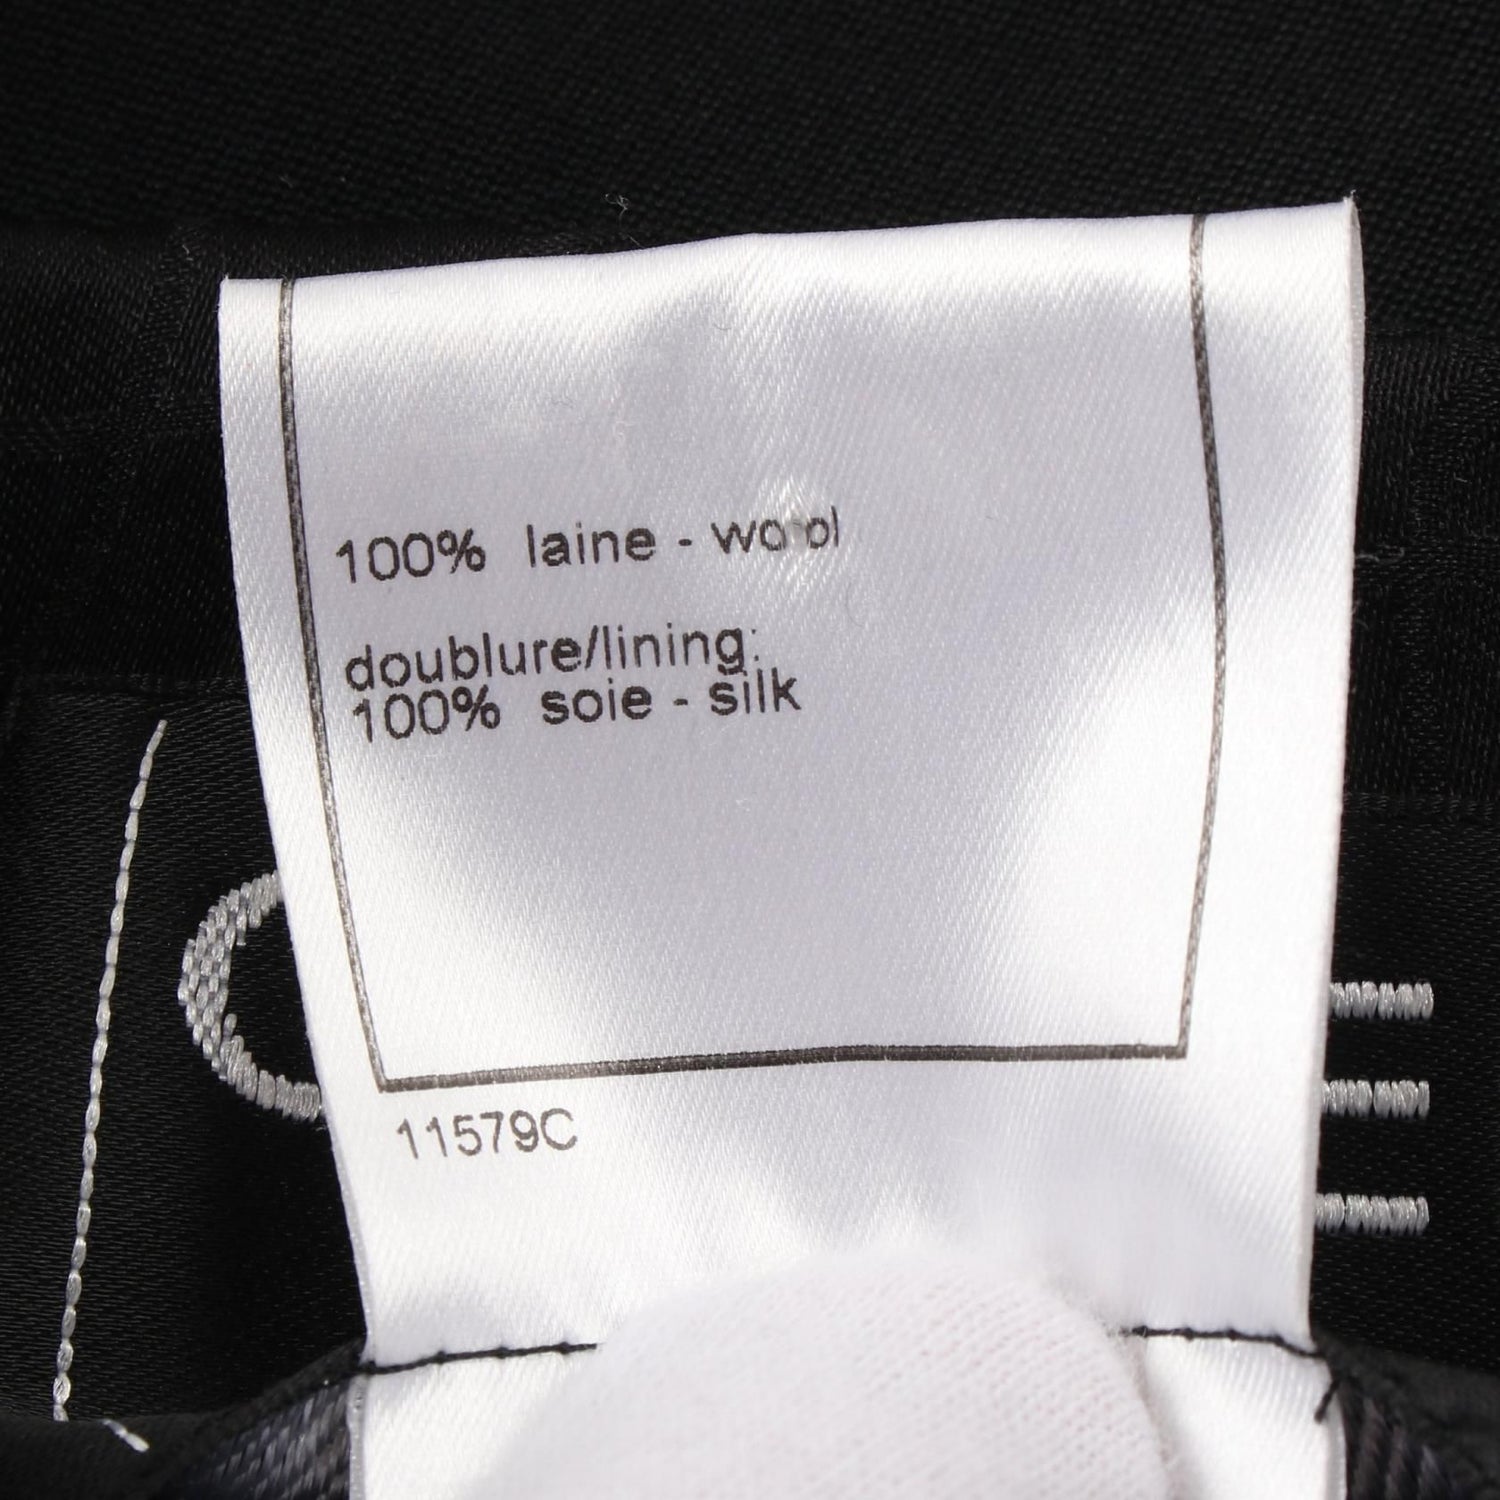 100% laine - wool
doublure/lining:
100% soie - silk
11579C